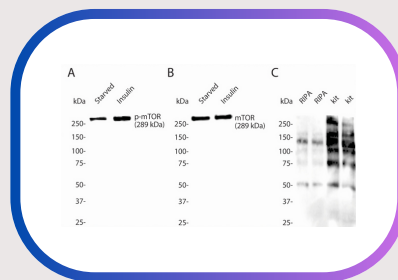 A
B
C
kDa
Starved
Insulin
kDa
Starved
Insulin
kDa
RIPA
RIPA
kit
kit
250-
150-
100-
75-
50-
37-
25-
p-mTOR
(289 kDa)
250-
150-
100-
75-
50-
37-
25-
mTOR
(289 kDa)
250-
150-
100-
75-
50-
37-
25-